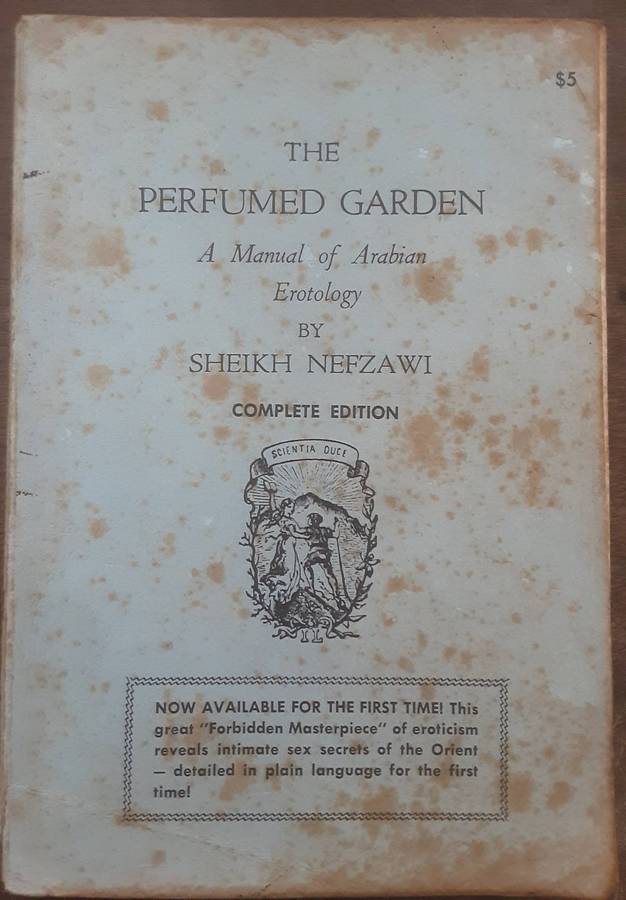 $5
THE
PERFUMED GARDEN
A Manual of Arabian
Erotology
BY
SHEIKH NEFZAWI
COMPLETE EDITION
SCIENTIA DUCE
NOW AVAILABLE FOR THE FIRST TIME! This
great "Forbidden Masterpiece" of eroticism
reveals intimate sex secrets of the Orient
— detailed in plain language for the first
time!